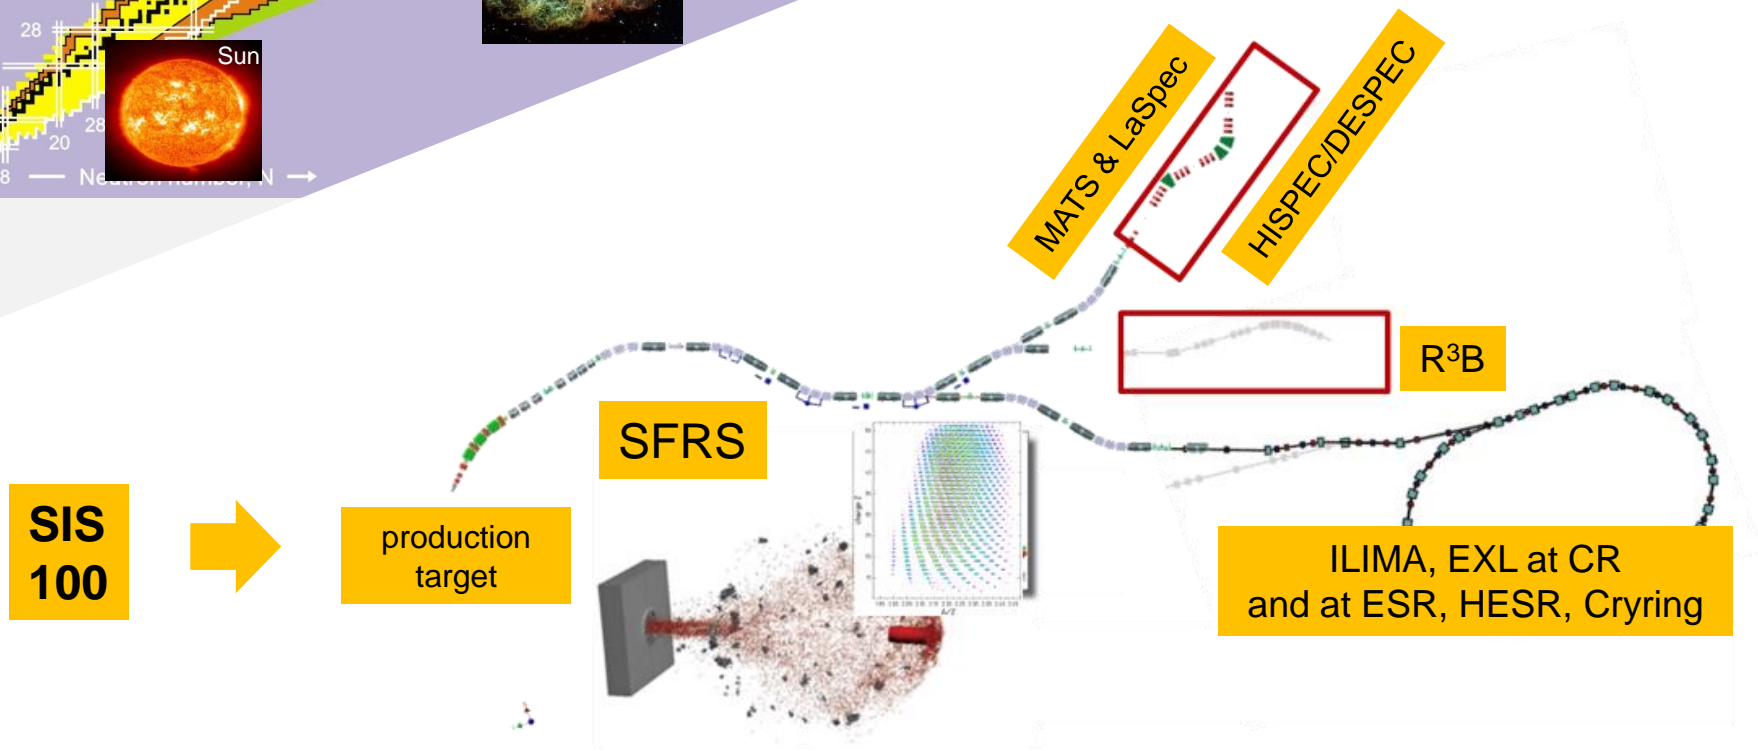 28
Sun
28
20
8
Neutron number, N
MATS & LaSpec
HISPEC/DESPEC
R³B
SFRS
SIS
100
production
target
charge Z
A/Z
ILIMA, EXL at CR
and at ESR, HESR, Cryring